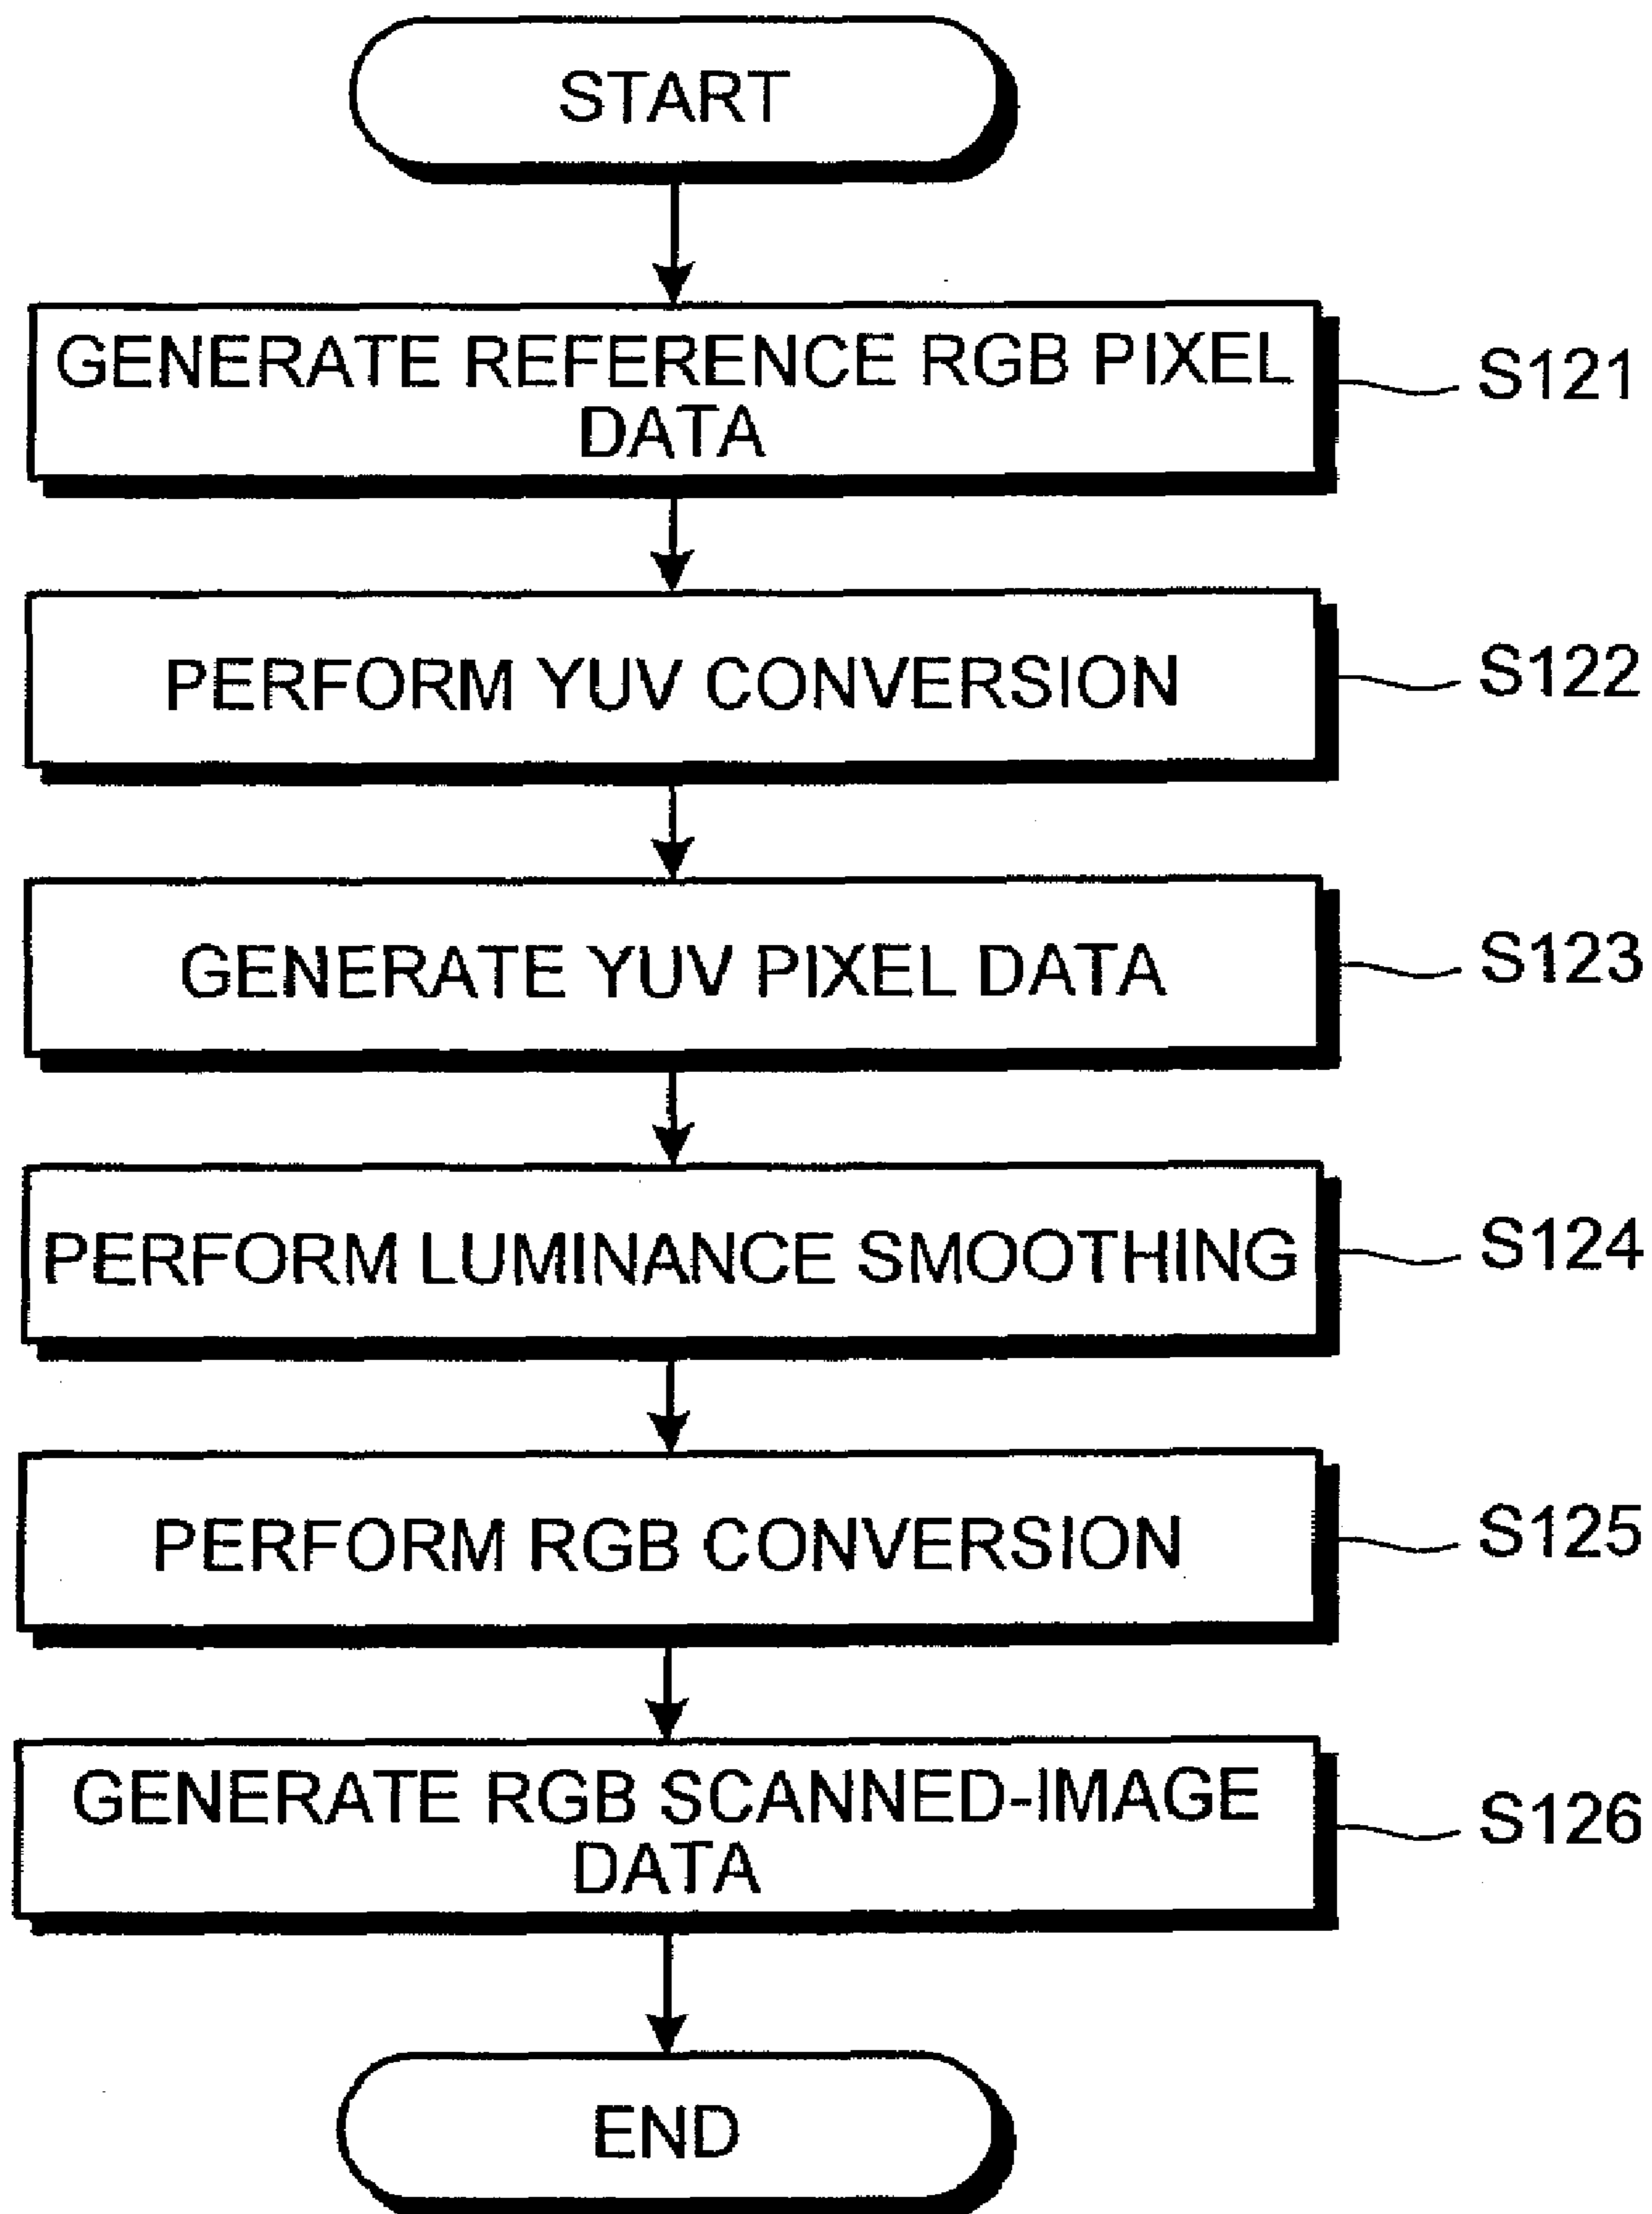 START
GENERATE REFERENCE RGB PIXEL
DATA
S121
PERFORM YUV CONVERSION
S122
GENERATE YUV PIXEL DATA
S123
PERFORM LUMINANCE SMOOTHING
S124
PERFORM RGB CONVERSION
S125
GENERATE RGB SCANNED-IMAGE
DATA
S126
END